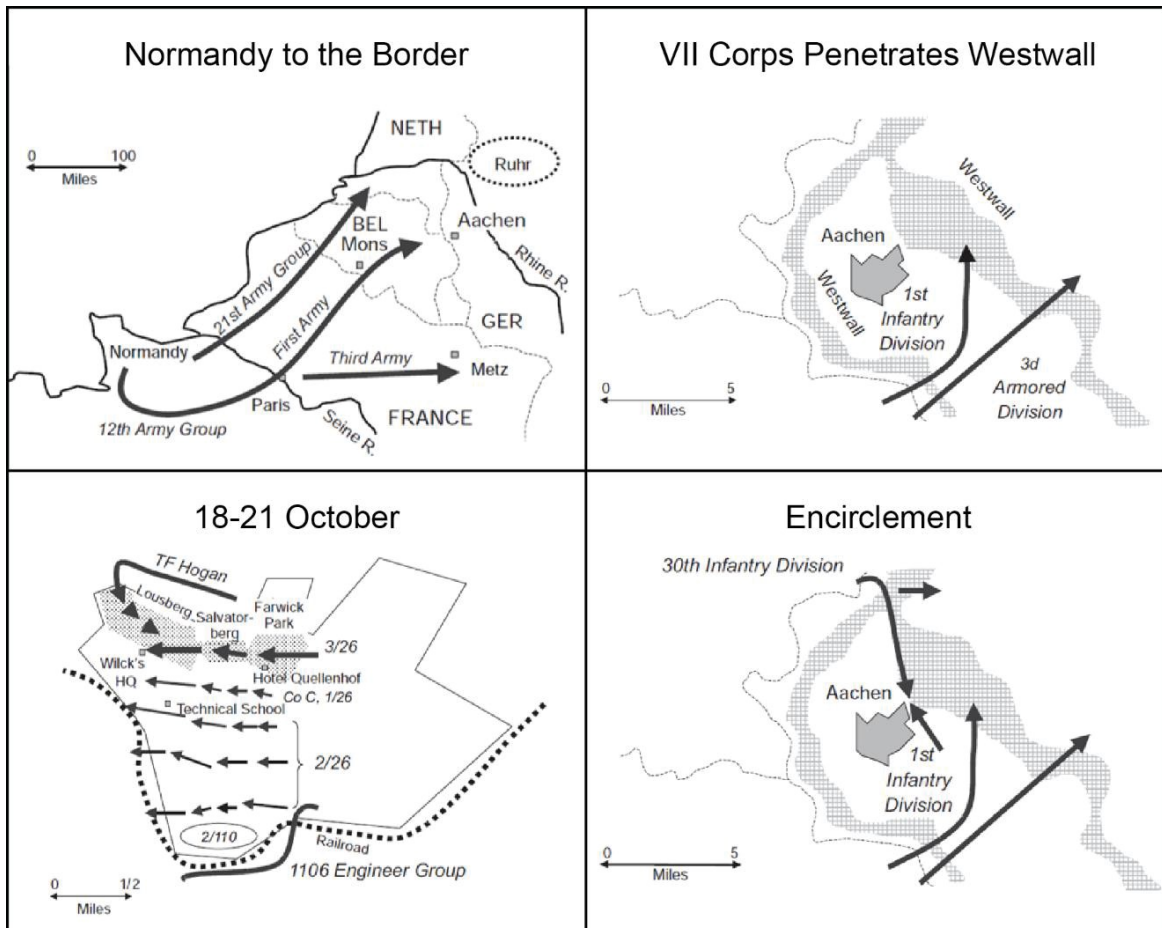 Normandy to the Border
0 100
Miles
NETH
Ruhr
BEL
Mons
Aachen
Rhine R.
21st Army Group
First Army
GER
Normandy
Third Army
Metz
Paris
12th Army Group
Seine R.
FRANCE
VII Corps Penetrates Westwall
Westwall
Aachen
Westwall
1st
Infantry
Division
0 5
Miles
3d
Armored
Division
18-21 October
TF Hogan
Lousberg
Salvator-
berg
Farwick
Park
3/26
Wilck's
HQ
Hotel Quellenhof
Co C, 1/26
Technical School
2/26
2/110
Railroad
1106 Engineer Group
0 1/2
Miles
Encirclement
30th Infantry Division
Aachen
1st
Infantry
Division
0 5
Miles